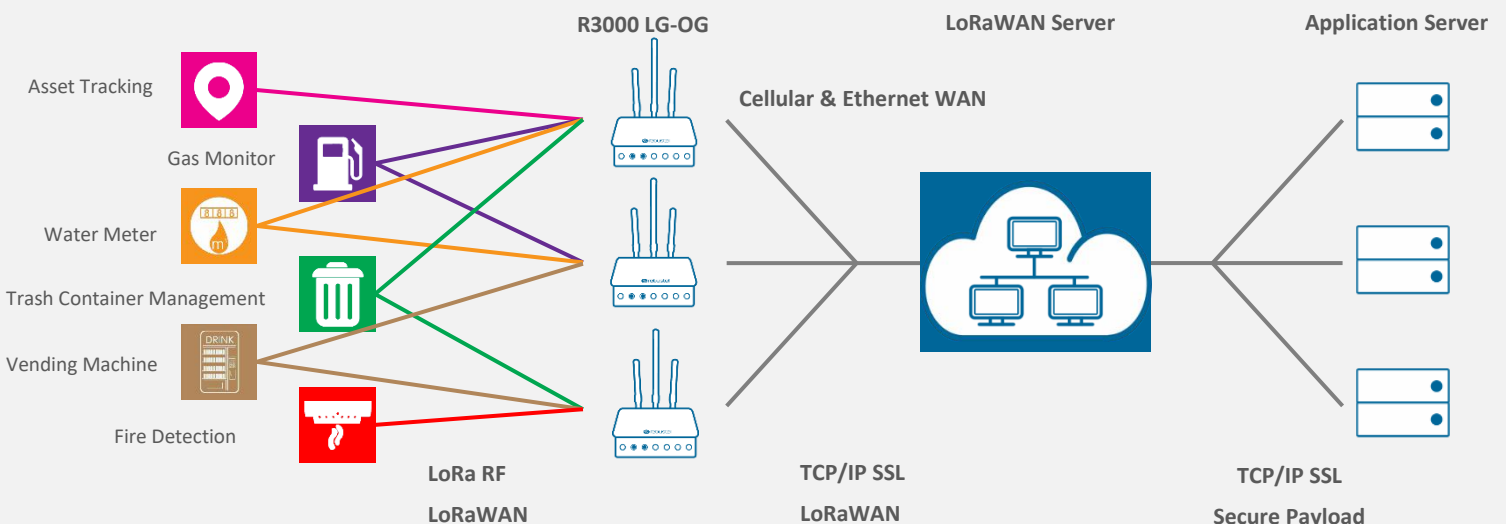 R3000 LG-OG
LoRaWAN Server
Application Server
Asset Tracking
Cellular & Ethernet WAN
Gas Monitor
Water Meter
Trash Container Management
DRINK
Vending Machine
Fire Detection
LoRa RF
LoRaWAN
TCP/IP SSL
LoRaWAN
TCP/IP SSL
Secure Payload